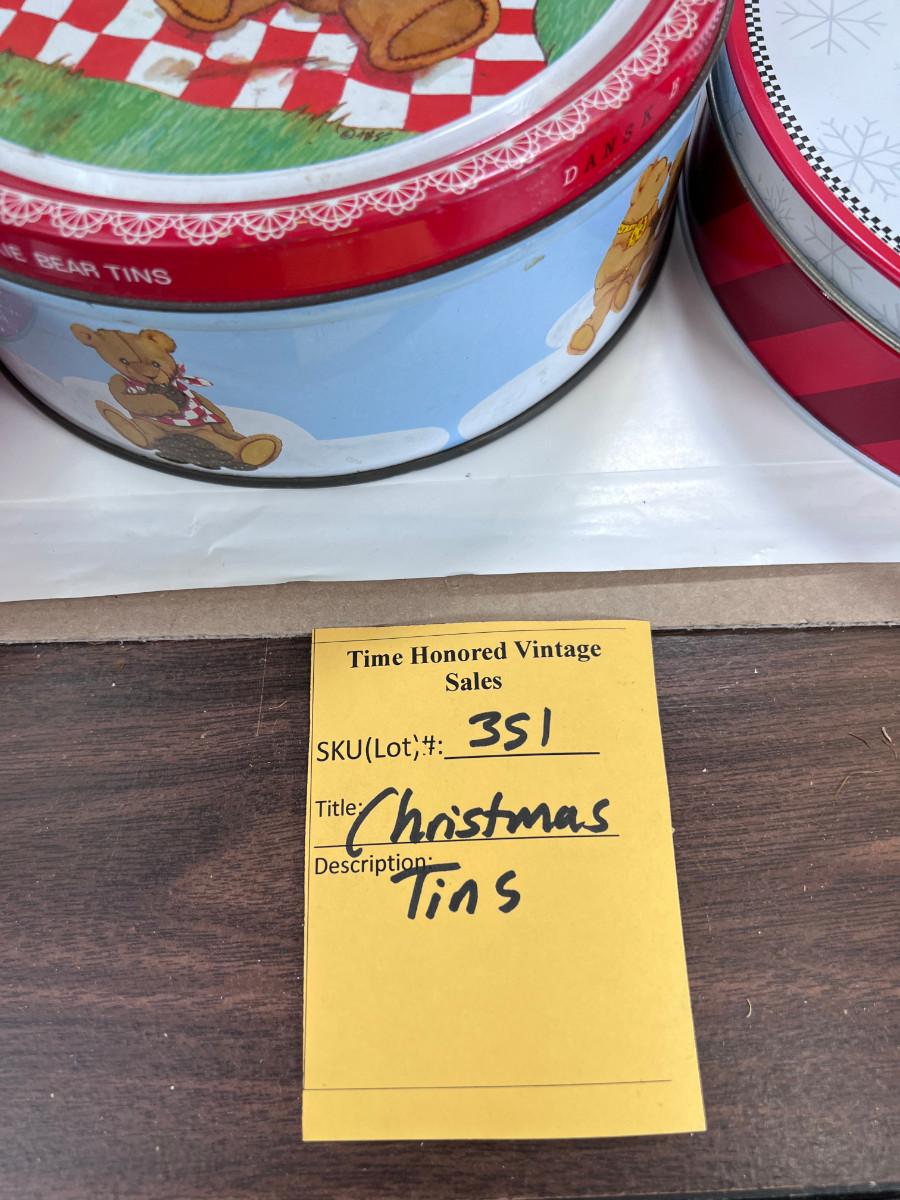 DANSK
BEAR TINS
Time Honored Vintage
Sales
SKU(Lot)#: 351
Title: Christmas
Description:
Tins